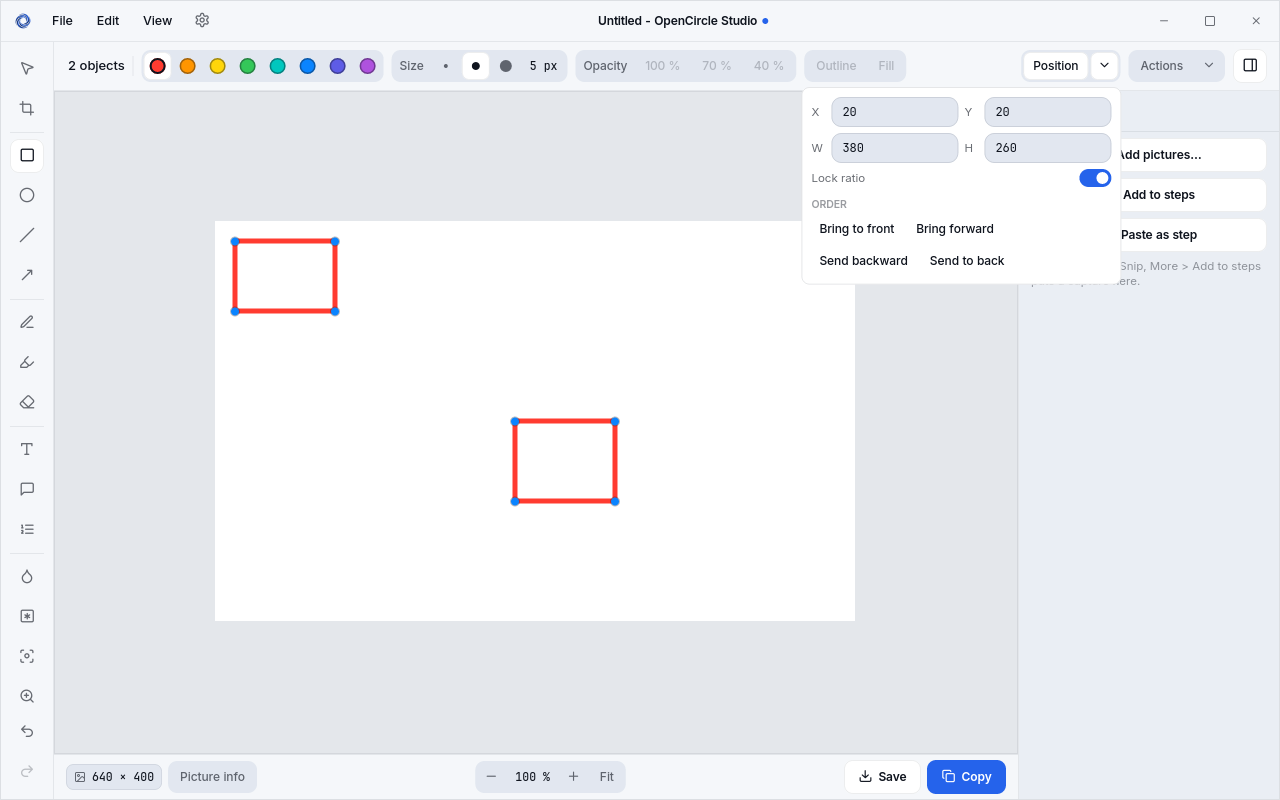 File Edit View Untitled - OpenCircle Studio
2 objects Size 5 px Opacity 100 % 70 % 40 % Outline Fill Position Actions
X 20 Y 20
W 380 H 260
Lock ratio
ORDER
Bring to front Bring forward
Send backward Send to back
Add pictures...
Add to steps
Paste as step
Snip, More > Add to steps
here.
640 × 400 Picture info 100 % Fit Save Copy